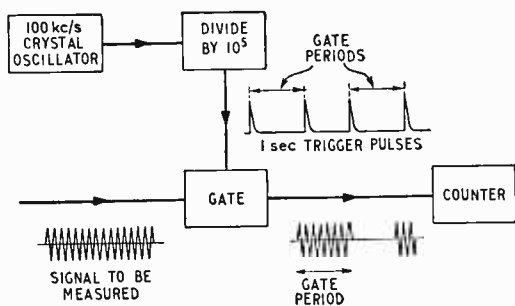 100 kc/s
CRYSTAL
OSCILLATOR
DIVIDE
BY 10⁵
GATE
PERIODS
1 sec TRIGGER PULSES
GATE
COUNTER
SIGNAL TO BE
MEASURED
GATE
PERIOD